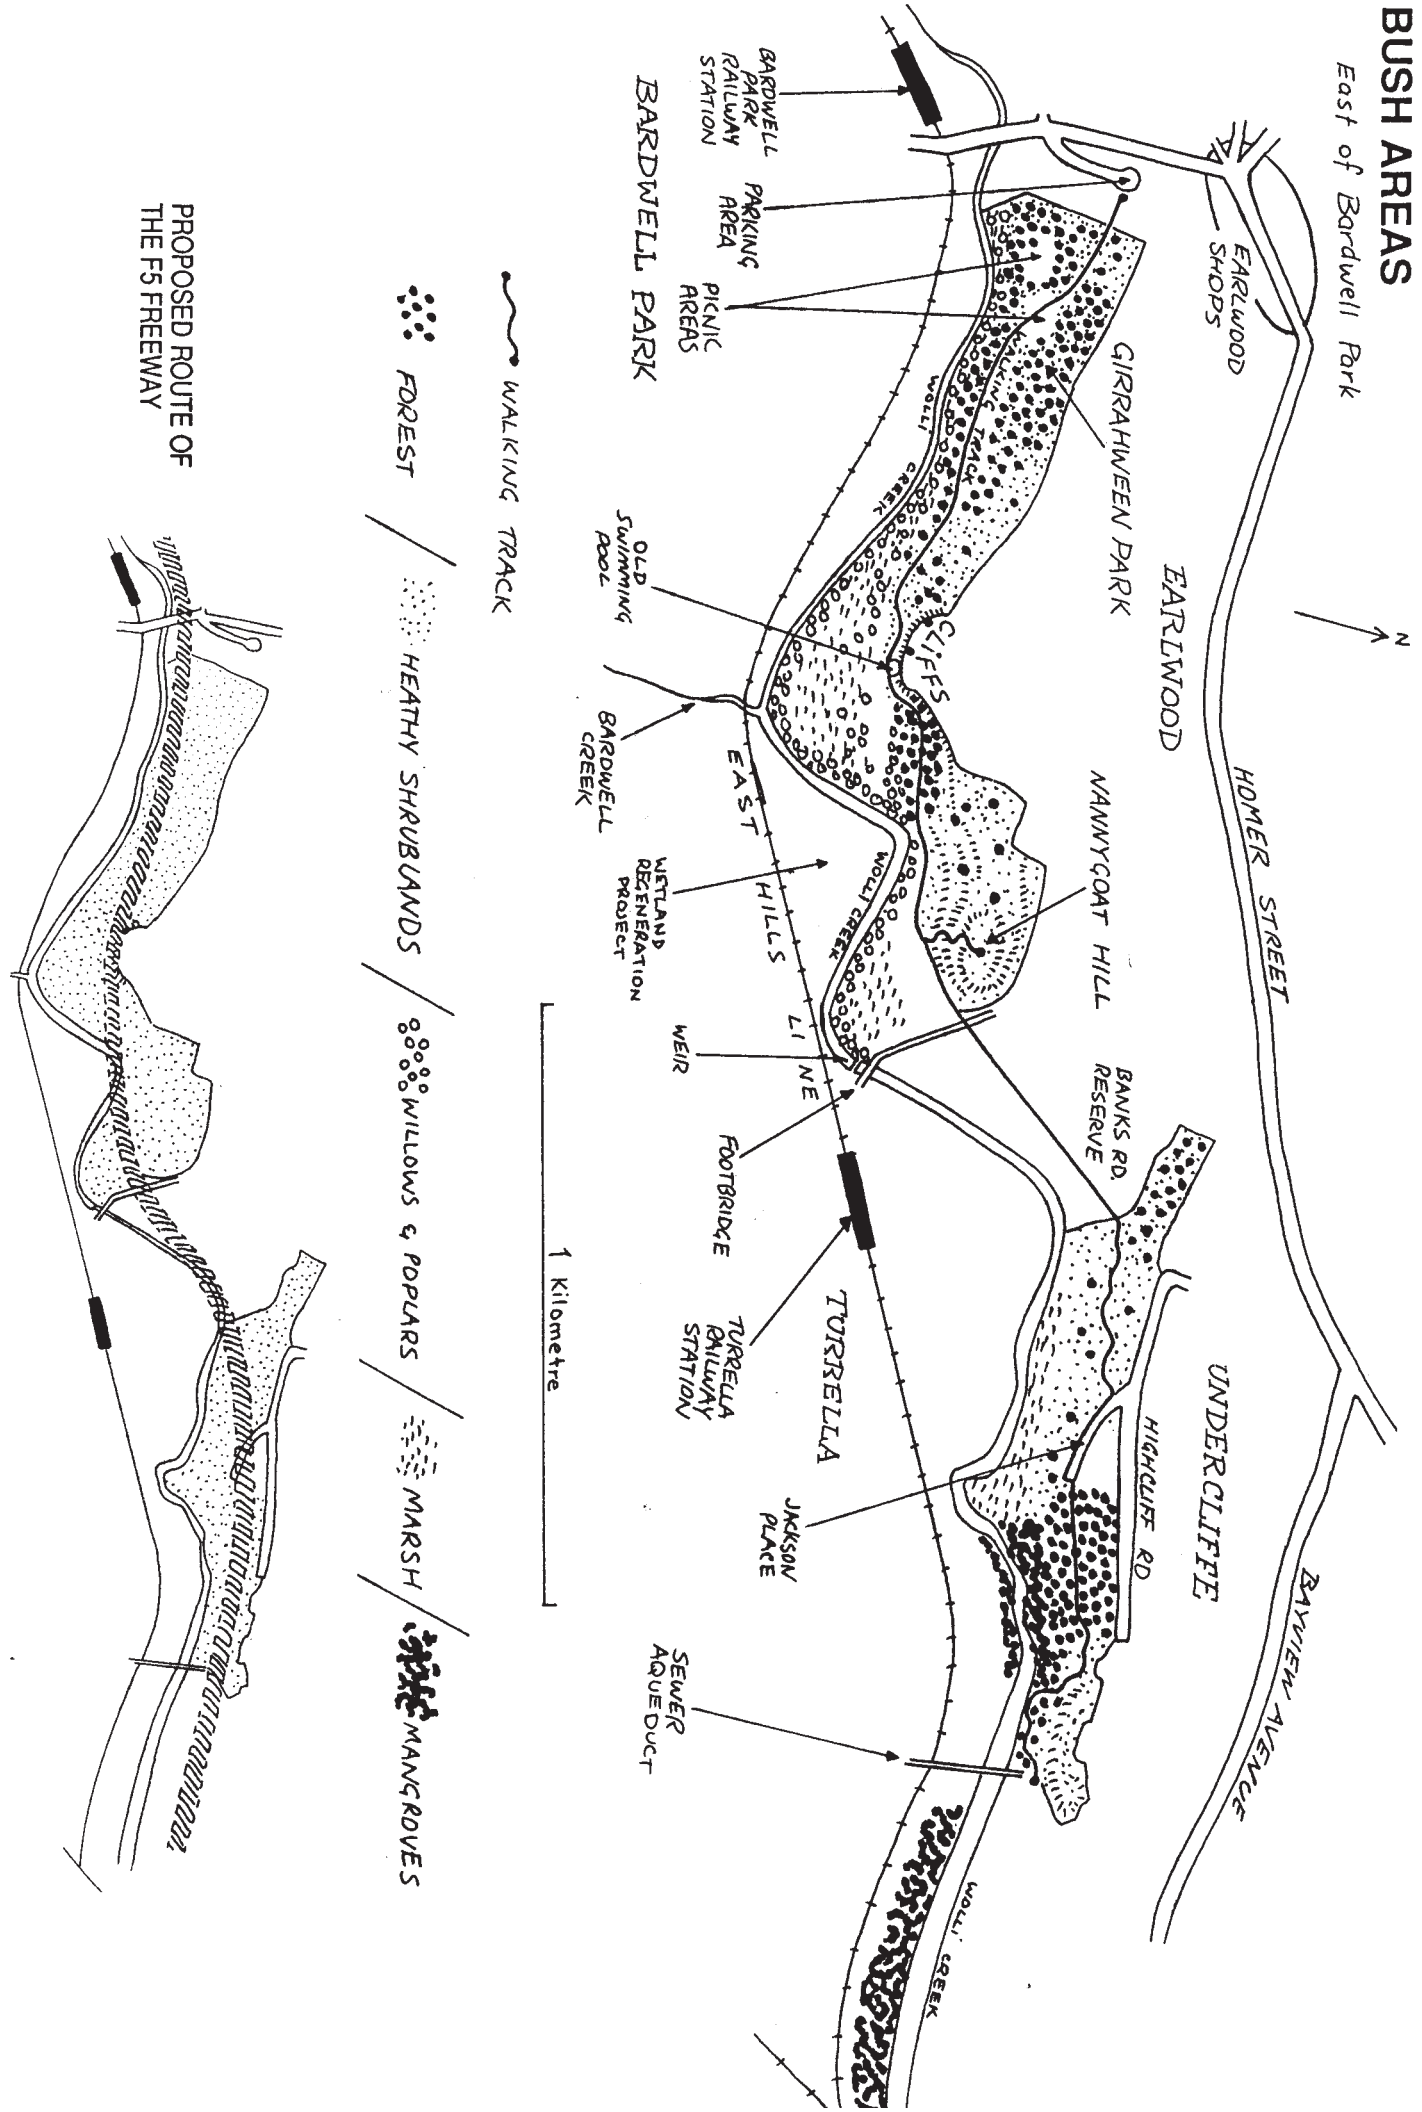 BUSH AREAS
East of Bardwell Park
N
EARLWOOD
SHOPS
HOMER STREET
BAYVIEW AVENUE
EARLWOOD
UNDERCLIFFE
GIRRAHWEEN PARK
NANNYGOAT HILL
BANKS RD.
RESERVE
HIGHCLIFF RD
CLIFFS
WALKING TRACK
WOLLI CREEK
WOLLI CREEK
WOLLI CREEK
EAST HILLS LINE
TURRELLA
BARDWELL
PARK
RAILWAY
STATION
PARKING
AREA
PICNIC
AREAS
BARDWELL PARK
OLD
SWIMMING
POOL
BARDWELL
CREEK
WETLAND
REGENERATION
PROJECT
WEIR
FOOTBRIDGE
TURRELLA
RAILWAY
STATION
JACKSON
PLACE
SEWER
AQUEDUCT
WALKING TRACK
1 Kilometre
FOREST
HEATHY SHRUBLANDS
WILLOWS & POPLARS
MARSH
MANGROVES
PROPOSED ROUTE OF
THE F5 FREEWAY